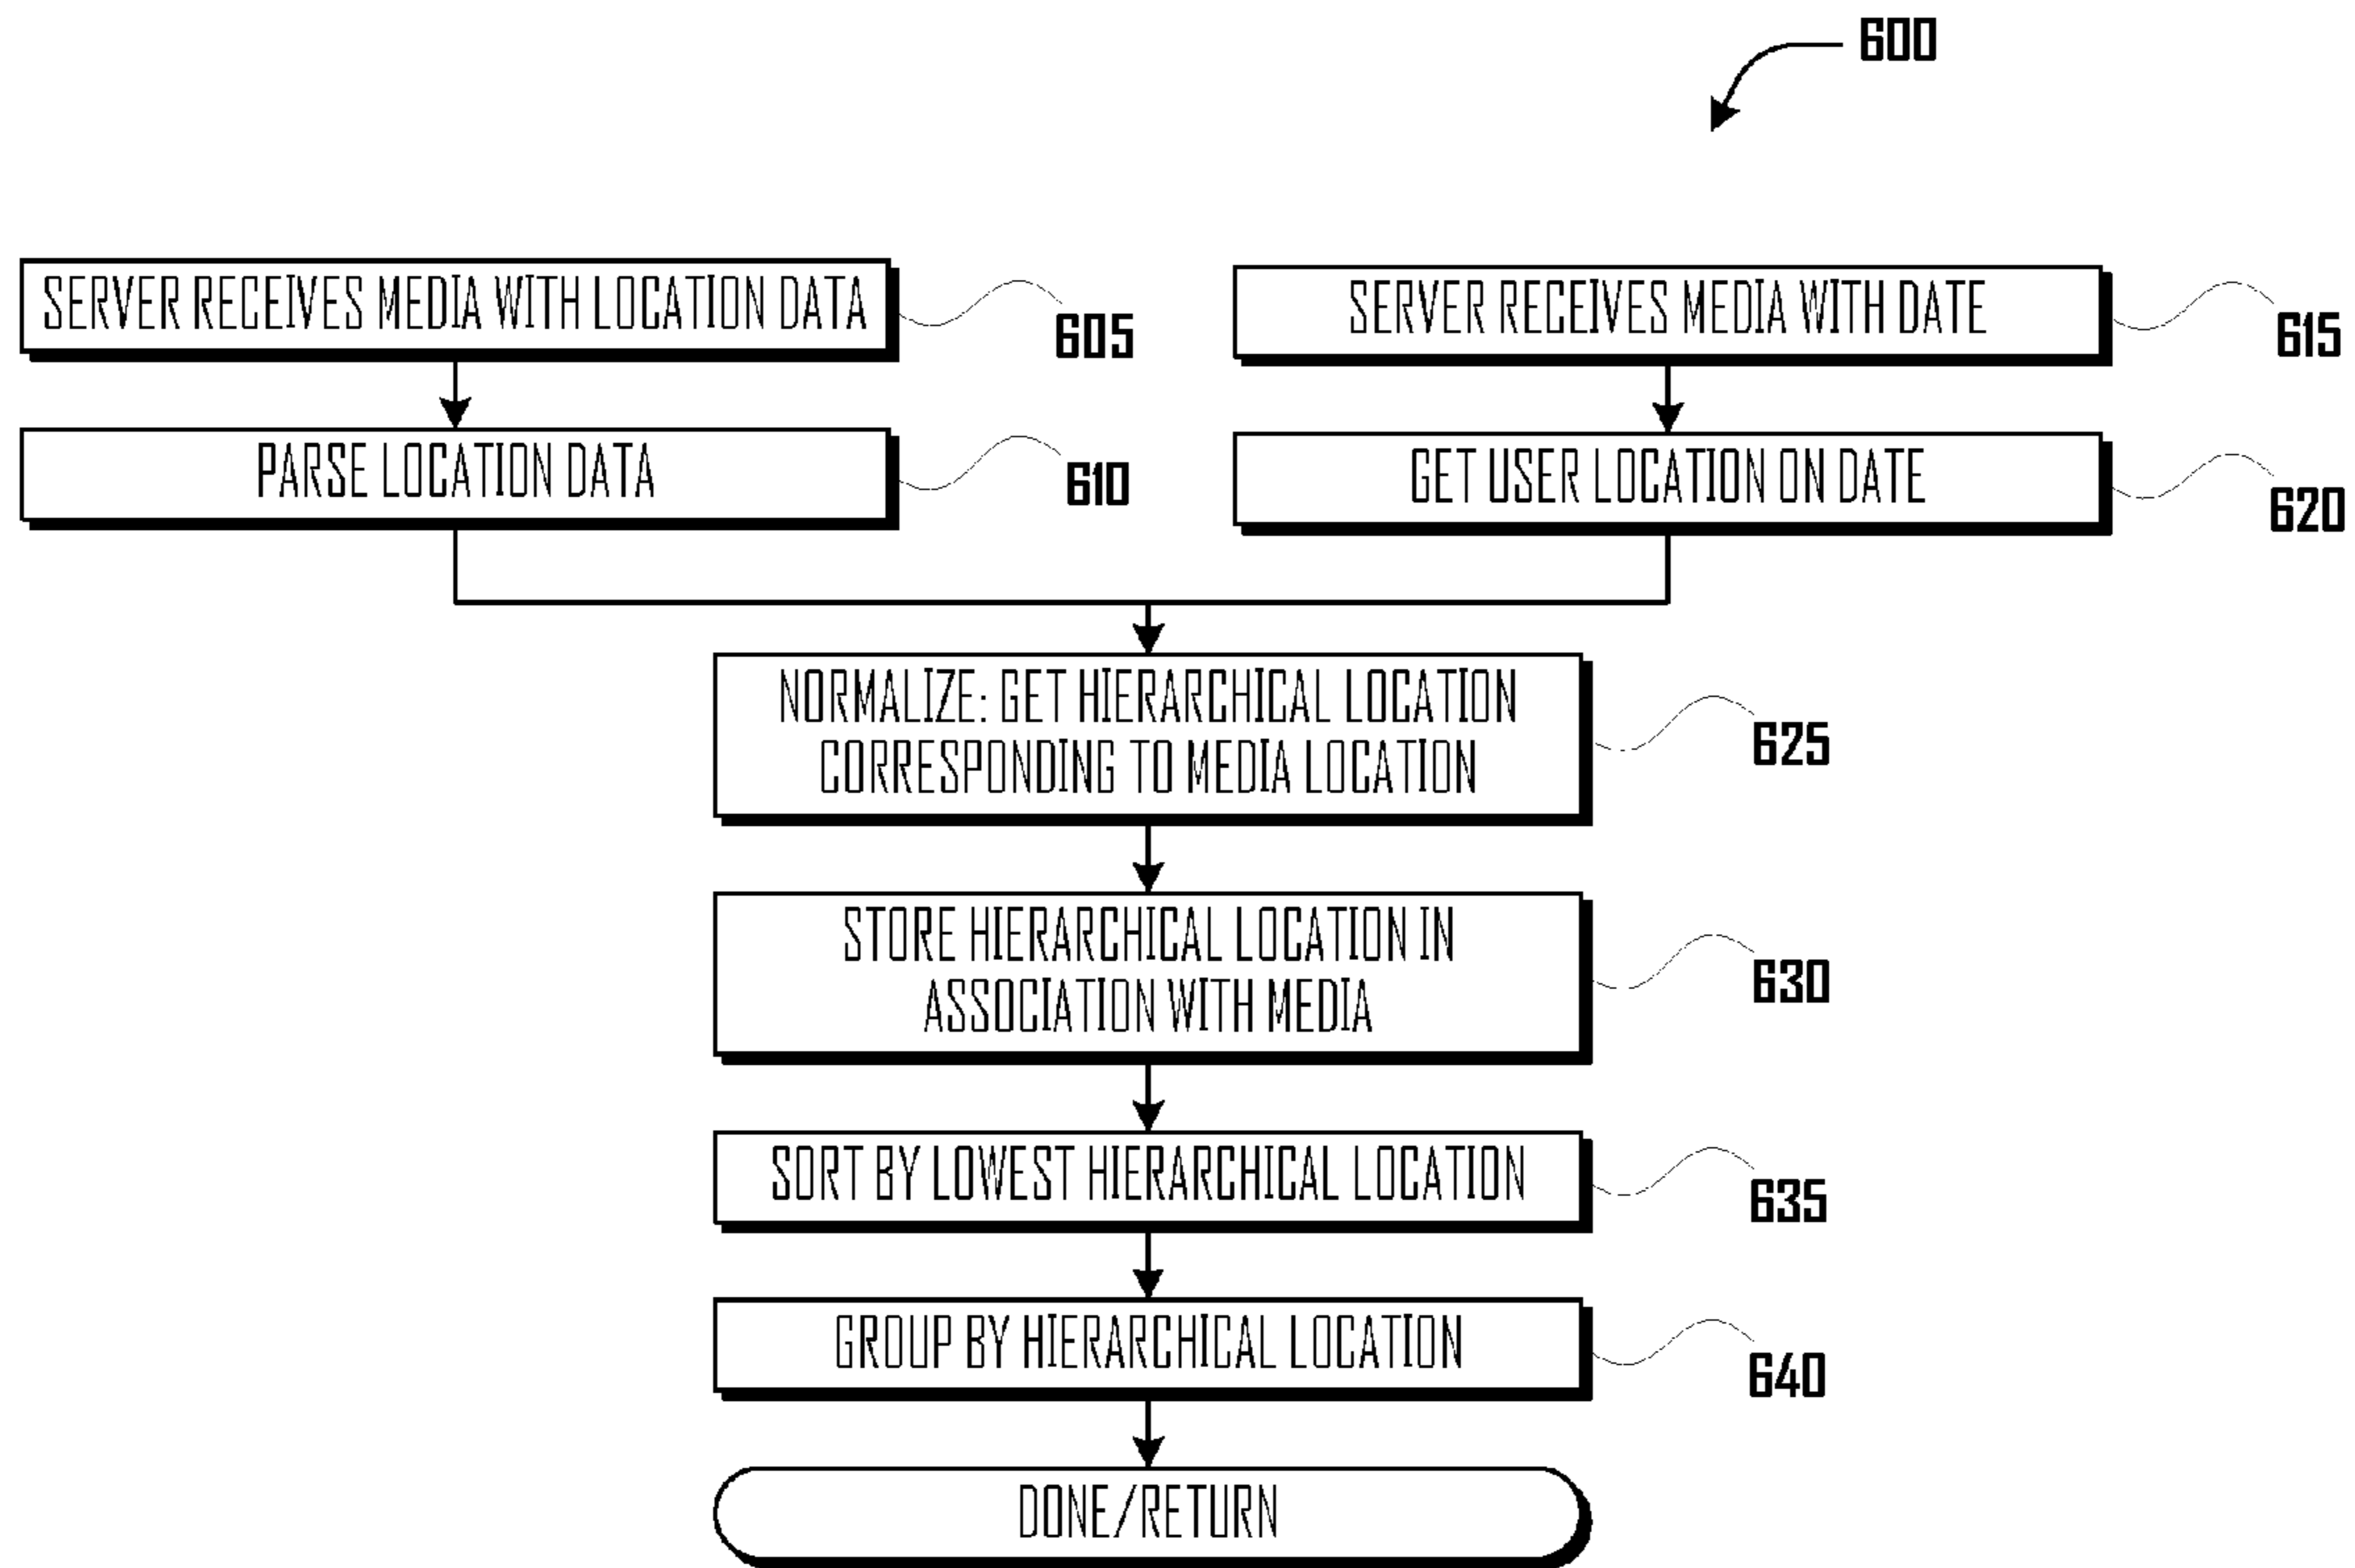 600
SERVER RECEIVES MEDIA WITH LOCATION DATA
605
SERVER RECEIVES MEDIA WITH DATE
615
PARSE LOCATION DATA
610
GET USER LOCATION ON DATE
620
NORMALIZE: GET HIERARCHICAL LOCATION
CORRESPONDING TO MEDIA LOCATION
625
STORE HIERARCHICAL LOCATION IN
ASSOCIATION WITH MEDIA
630
SORT BY LOWEST HIERARCHICAL LOCATION
635
GROUP BY HIERARCHICAL LOCATION
640
DONE/RETURN